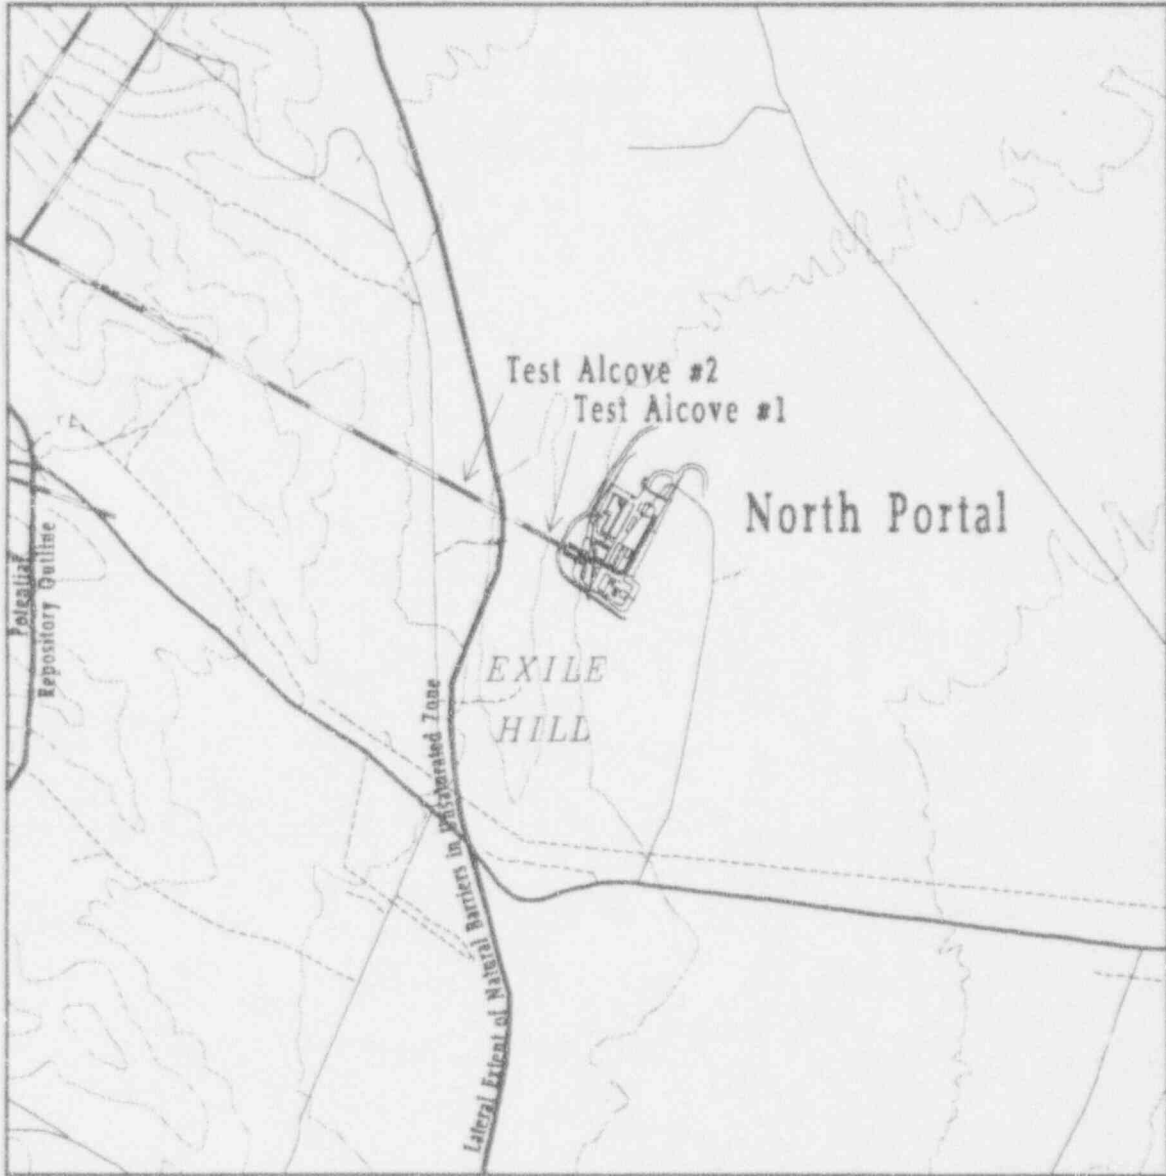 Test Alcove #2
Test Alcove #1
North Portal
Potential
Repository Outline
EXILE
HILL
Lateral Extent of Natural Barriers in Unsaturated Zone